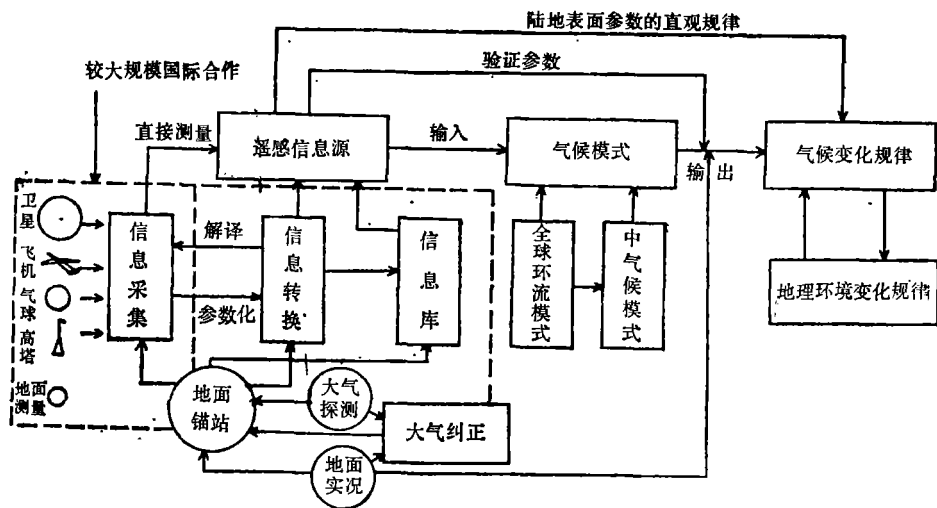 陆地表面参数的直观规律
验证参数
较大规模国际合作
直接测量
遥感信息源
输入
气候模式
输出
气候变化规律
卫星
飞机
气球
高塔
地面
测量
信息采集
解译
参数化
信息转换
信息库
全球环流模式
中气候模式
地理环境变化规律
地面
锚站
大气
探测
大气纠正
地面
实况